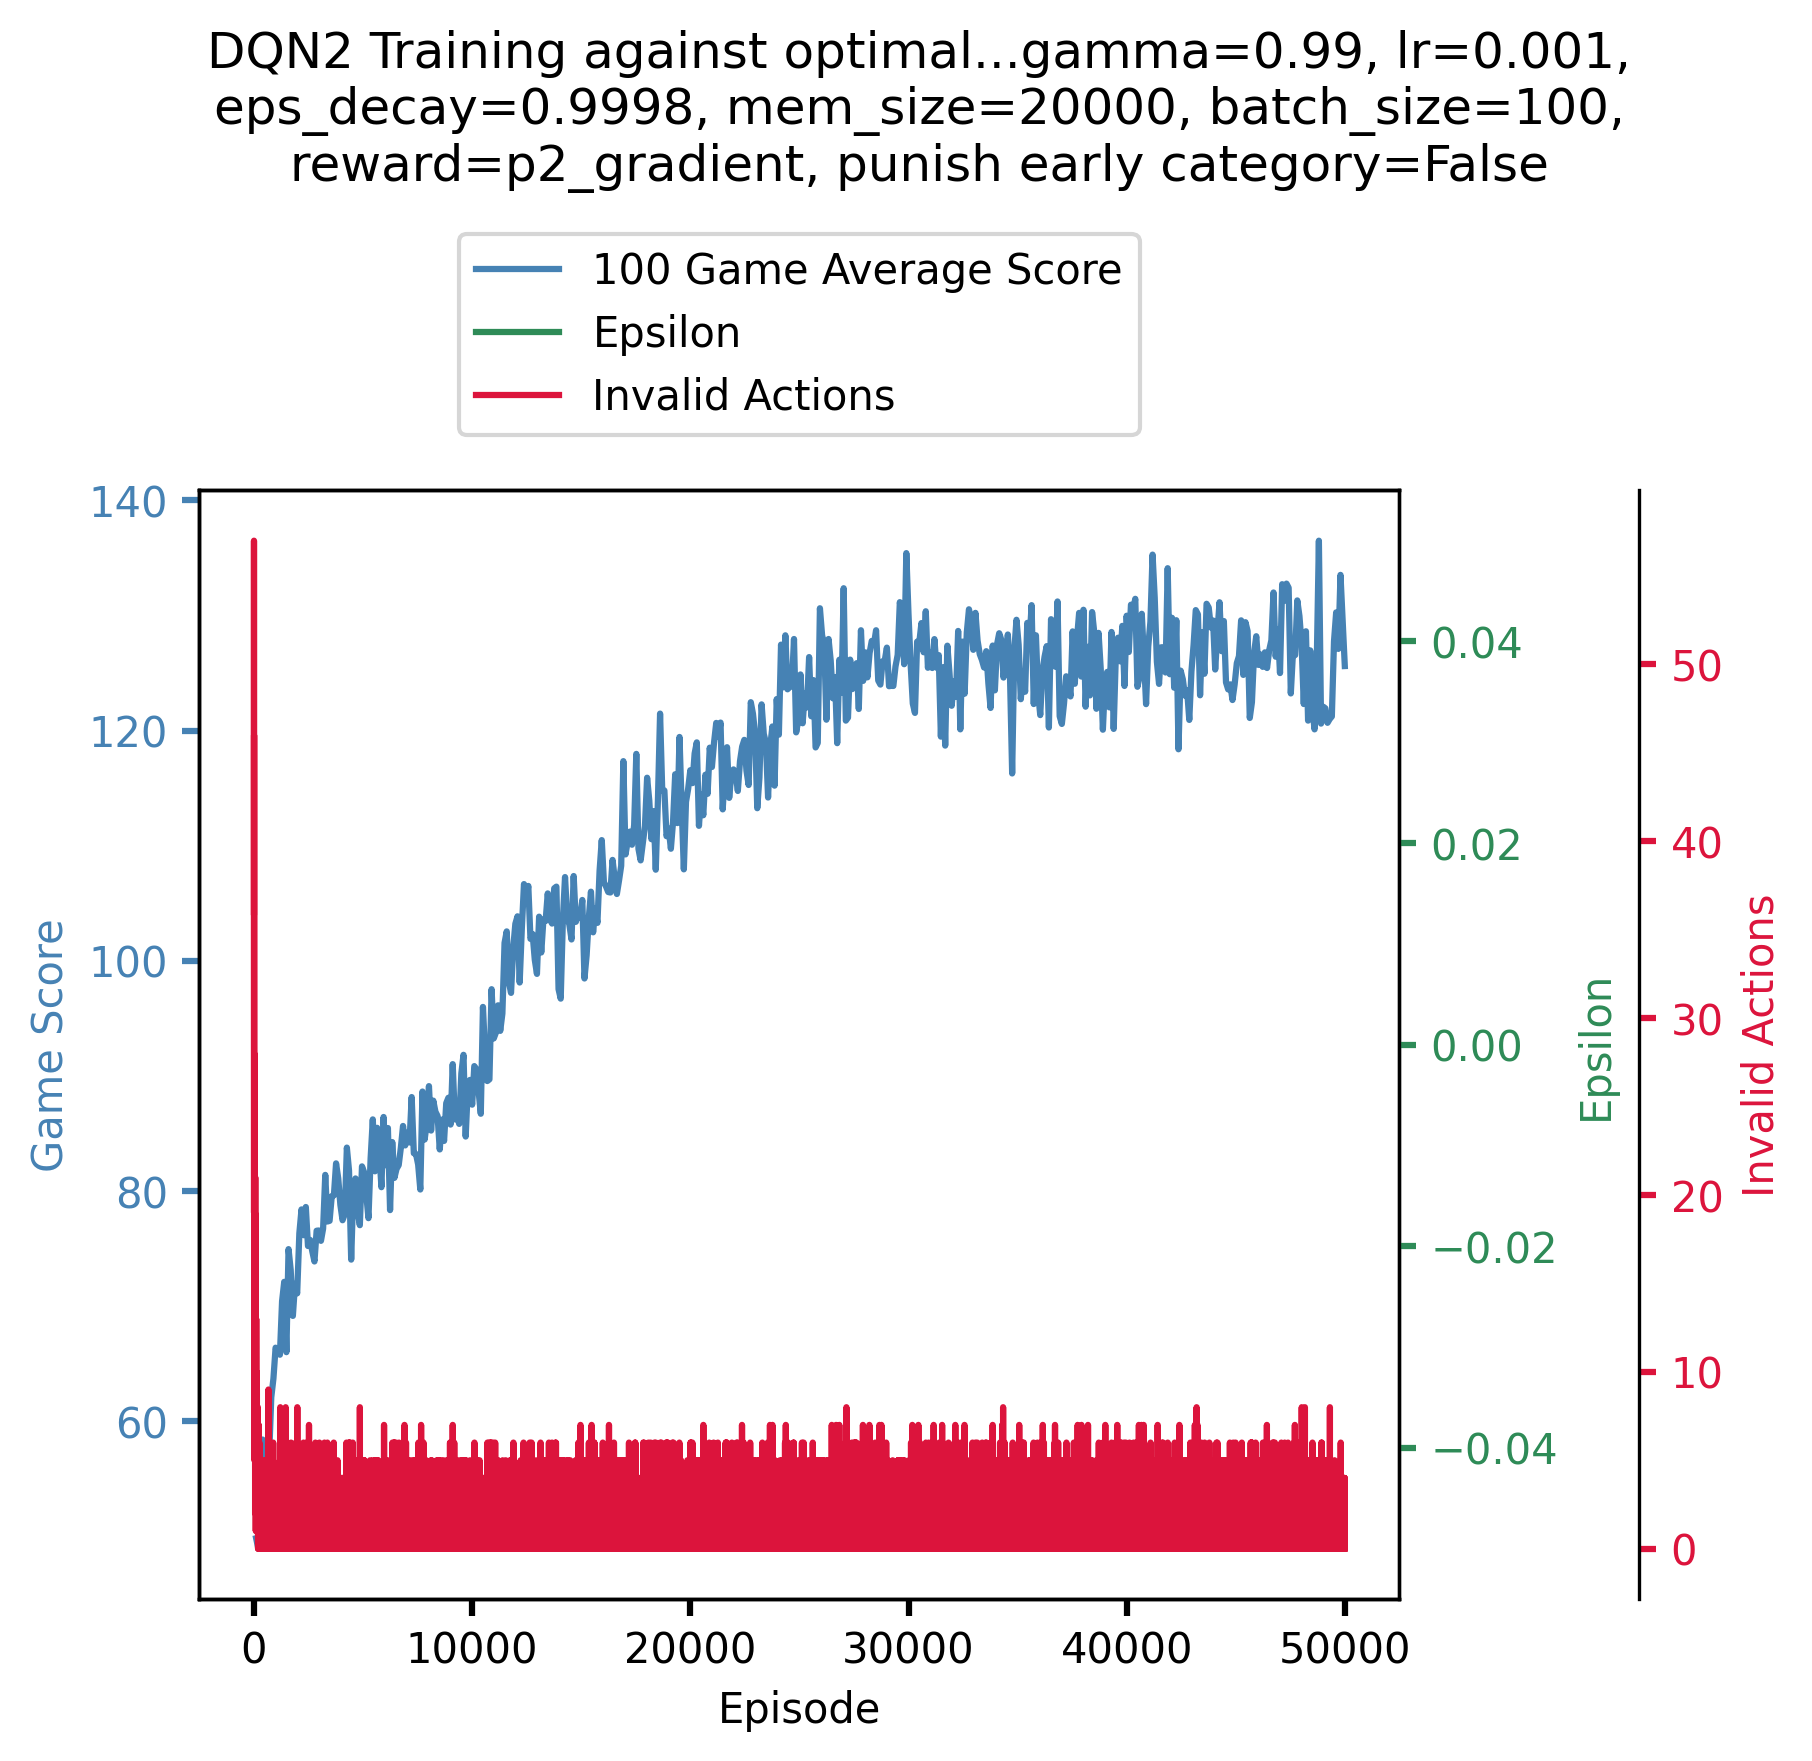 DQN2 Training against optimal...gamma=0.99, lr=0.001,
eps_decay=0.9998, mem_size=20000, batch_size=100,
reward=p2_gradient, punish early category=False
100 Game Average Score
Epsilon
Invalid Actions
140
120
100
80
60
Game Score
0.04
0.02
0.00
−0.02
−0.04
Epsilon
50
40
30
20
10
0
Invalid Actions
0 10000 20000 30000 40000 50000
Episode